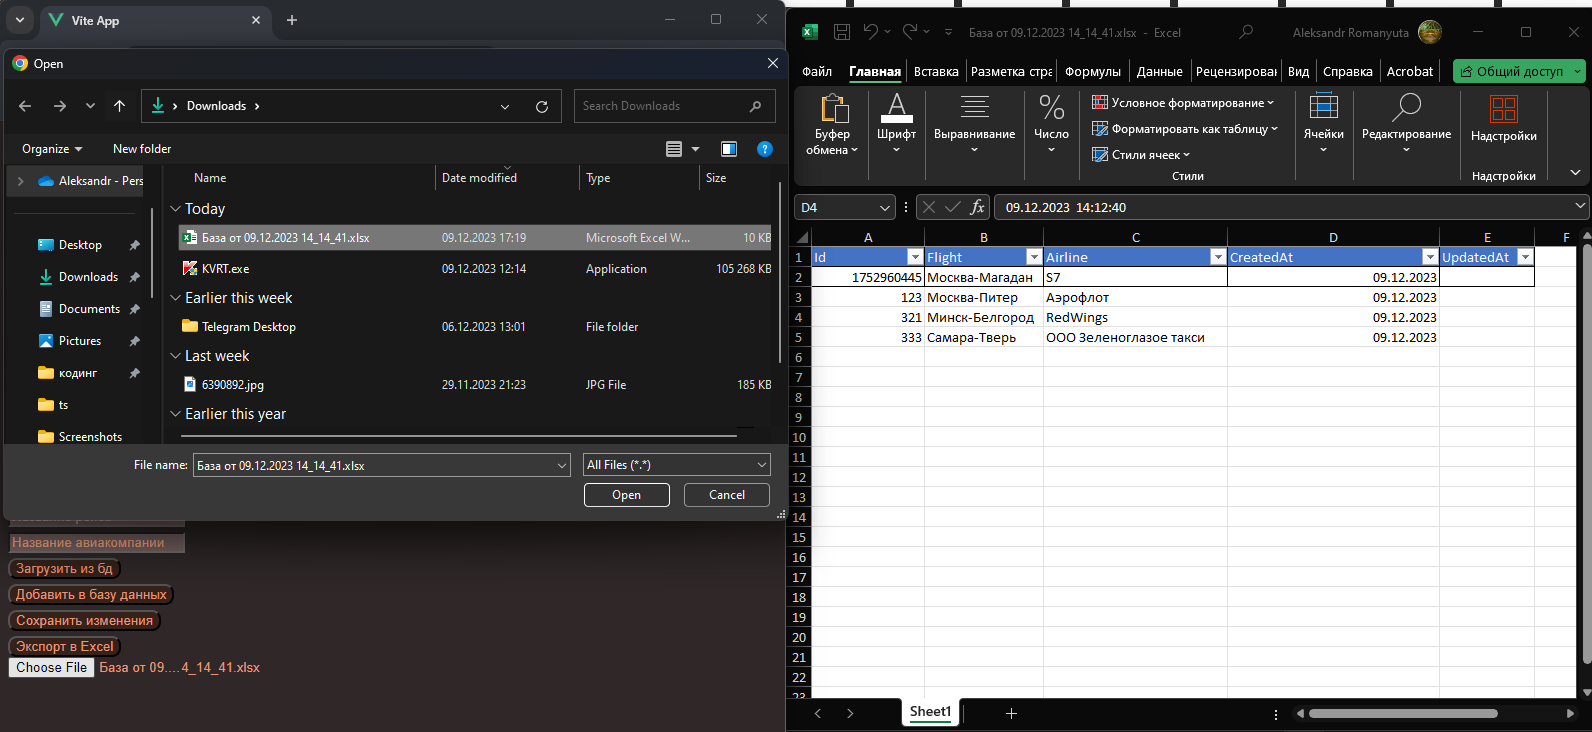 Vite App
Open
Downloads
Search Downloads
Organize
New folder
Name
Date modified
Type
Size
Aleksandr - Pers
Desktop
Downloads
Documents
Pictures
кодинг
ts
Screenshots
Today
База от 09.12.2023 14_14_41.xlsx 09.12.2023 17:19 Microsoft Excel W... 10 KB
KVRT.exe 09.12.2023 12:14 Application 105 268 KB
Earlier this week
Telegram Desktop 06.12.2023 13:01 File folder
Last week
6390892.jpg 29.11.2023 21:23 JPG File 185 KB
Earlier this year
File name: База от 09.12.2023 14_14_41.xlsx All Files (*.*)
Open Cancel
Название авиакомпании
Загрузить из бд
Добавить в базу данных
Сохранить изменения
Экспорт в Excel
Choose File База от 09....4_14_41.xlsx
База от 09.12.2023 14_14_41.xlsx - Excel
Aleksandr Romanyuta
Файл Главная Вставка Разметка стра Формулы Данные Рецензирован Вид Справка Acrobat Общий доступ
Буфер обмена
Шрифт
Выравнивание
Число
Условное форматирование
Форматировать как таблицу
Стили ячеек
Стили
Ячейки
Редактирование
Надстройки
Надстройки
D4 fx 09.12.2023 14:12:40
A B C D E F
1 Id Flight Airline CreatedAt UpdatedAt
2 1752960445 Москва-Магадан S7 09.12.2023
3 123 Москва-Питер Аэрофлот 09.12.2023
4 321 Минск-Белгород RedWings 09.12.2023
5 333 Самара-Тверь ООО Зеленоглазое такси 09.12.2023
6
7
8
9
10
11
12
13
14
15
16
17
18
19
20
21
22
23
Sheet1